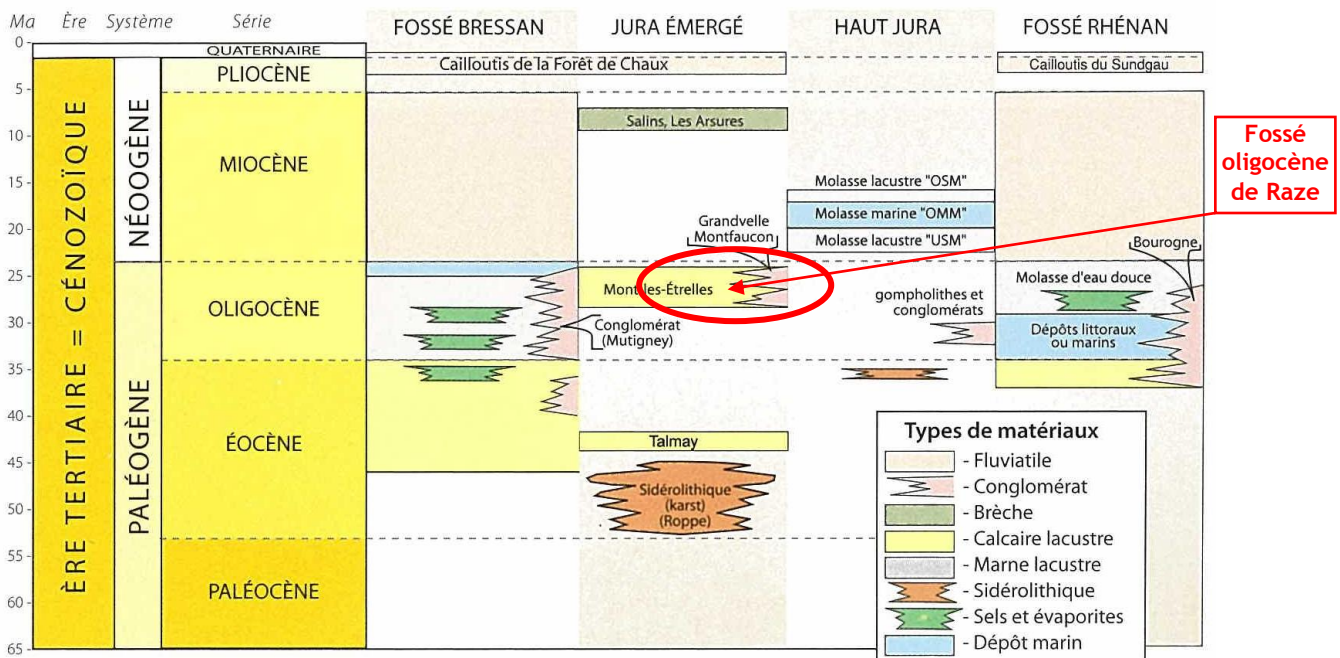 Ma Ère Système Série FOSSÉ BRESSAN JURA ÉMERGÉ HAUT JURA FOSSÉ RHÉNAN
0
5
10
15
20
25
30
35
40
45
50
55
60
65
ÈRE TERTIAIRE = CÉNOZOÏQUE
NÉOOGÈNE
PALÉOGÈNE
QUATERNAIRE
PLIOCÈNE
MIOCÈNE
OLIGOCÈNE
ÉOCÈNE
PALÉOCÈNE
Cailloutis de la Forêt de Chaux
Cailloutis du Sundgau
Salins, Les Arsures
Molasse lacustre "OSM"
Molasse marine "OMM"
Molasse lacustre "USM"
Grandvelle
Montfaucon
Mont-les-Étrelles
Conglomérat
(Mutigney)
gompholithes et
conglomérats
Bourogne
Molasse d'eau douce
Dépôts littoraux
ou marins
Talmay
Sidérolithique
(karst)
(Roppe)
Fossé
oligocène
de Raze
Types de matériaux
- Fluviatile
- Conglomérat
- Brèche
- Calcaire lacustre
- Marne lacustre
- Sidérolithique
- Sels et évaporites
- Dépôt marin